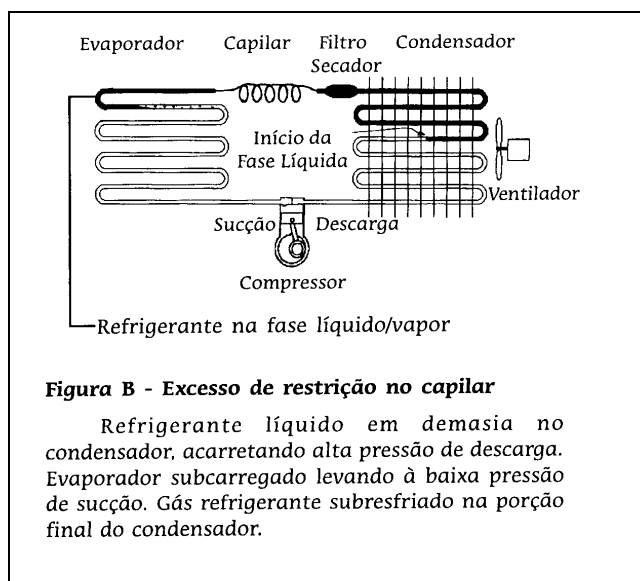 Evaporador Capilar Filtro Condensador
Secador
Início da
Fase Líquida
Ventilador
Sucção Descarga
Compressor
Refrigerante na fase líquido/vapor
Figura B - Excesso de restrição no capilar
Refrigerante líquido em demasia no
condensador, acarretando alta pressão de descarga.
Evaporador subcarregado levando à baixa pressão
de sucção. Gás refrigerante subresfriado na porção
final do condensador.